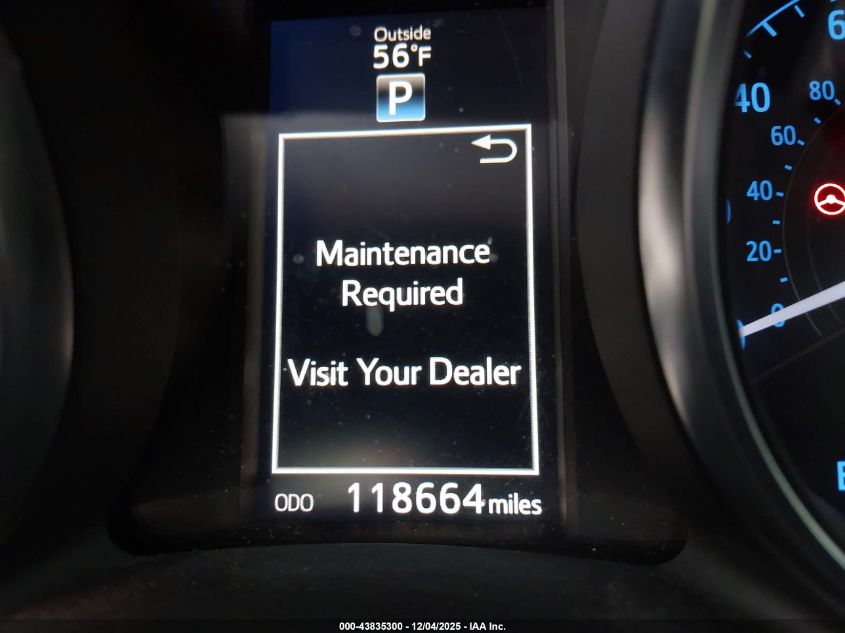 Outside
56°F
P
Maintenance
Required
Visit Your Dealer
ODO 118664 miles
40
80
60
40
20
0
000-43835300 - 12/04/2025 - IAA Inc.